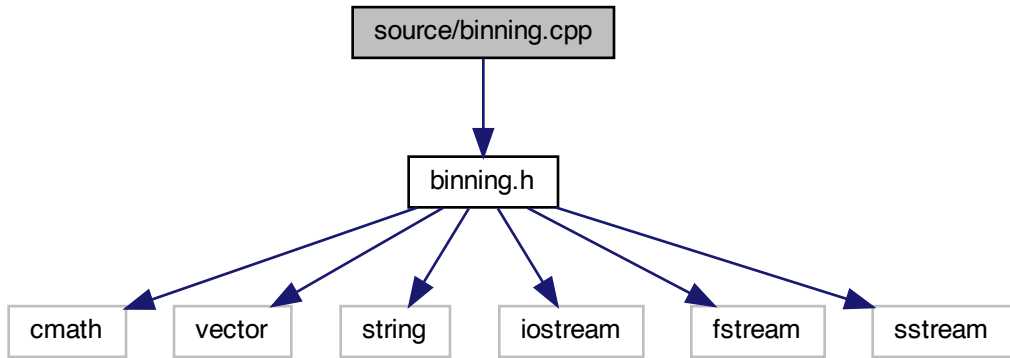 source/binning.cpp
binning.h
cmath
vector
string
iostream
fstream
sstream